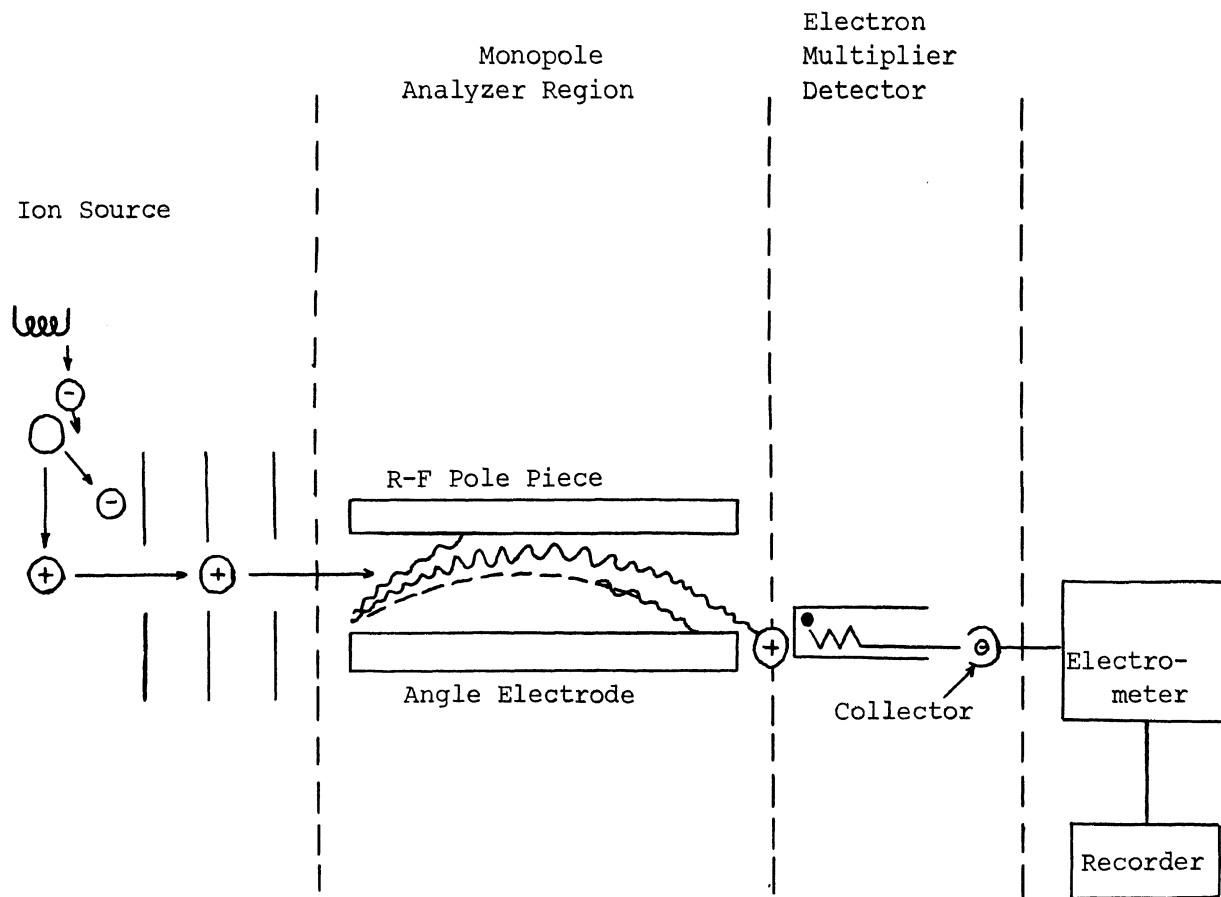 Electron
Multiplier
Detector
Monopole
Analyzer Region
Ion Source
-
-
R-F Pole Piece
+
+
+
-
Angle Electrode
Collector
Electro-
meter
Recorder